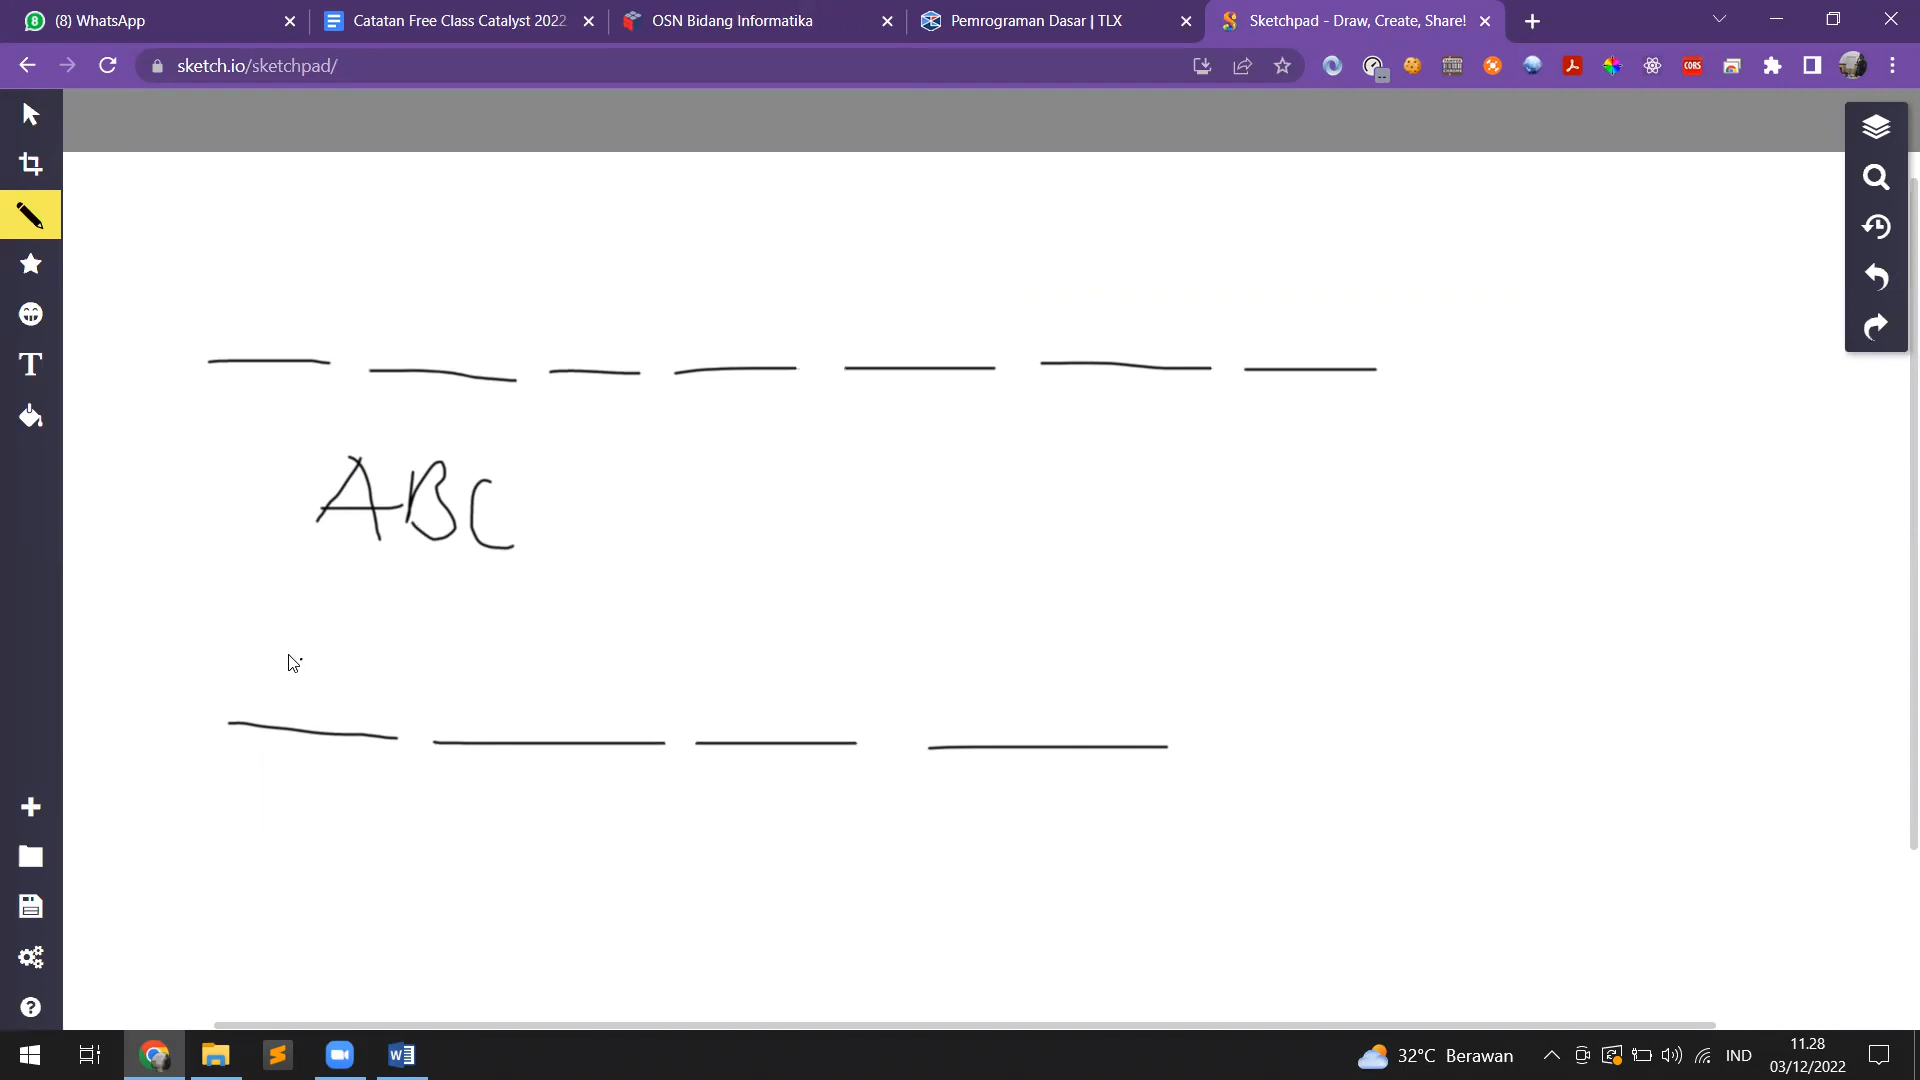 (8) WhatsApp
Catatan Free Class Catalyst 2022
OSN Bidang Informatika
Pemrograman Dasar | TLX
Sketchpad - Draw, Create, Share!
sketch.io/sketchpad/
CORS
T
ABC
32°C Berawan
IND
11.28
03/12/2022